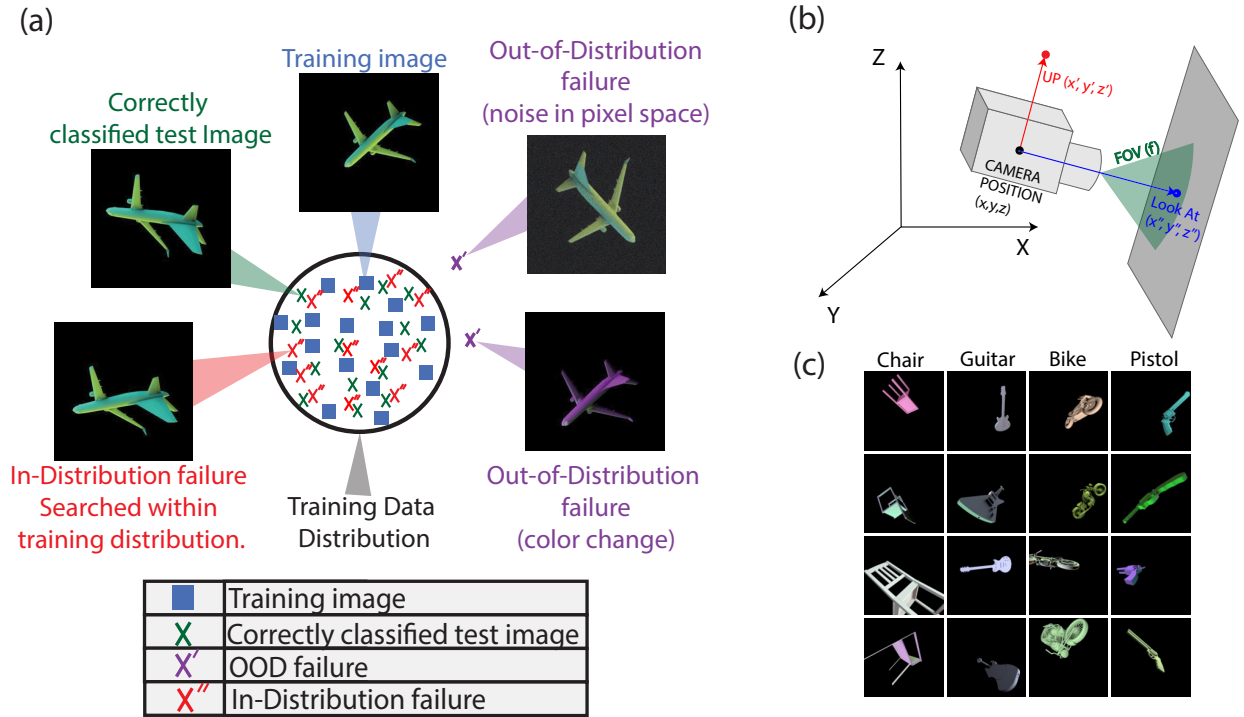 (a)
Training image
Correctly
classified test Image
Out-of-Distribution
failure
(noise in pixel space)
X'
X'
X X" X" X X X" X X X"
X X X" X X" X
X" X X" X X" X X" X X" X
In-Distribution failure
Searched within
training distribution.
Training Data
Distribution
Out-of-Distribution
failure
(color change)
Training image
X Correctly classified test image
X' OOD failure
X" In-Distribution failure
(b)
Z
UP (x', y', z')
FOV (f)
CAMERA
POSITION
(x,y,z)
Look At
(x", y", z")
X
Y
(c)
Chair Guitar Bike Pistol